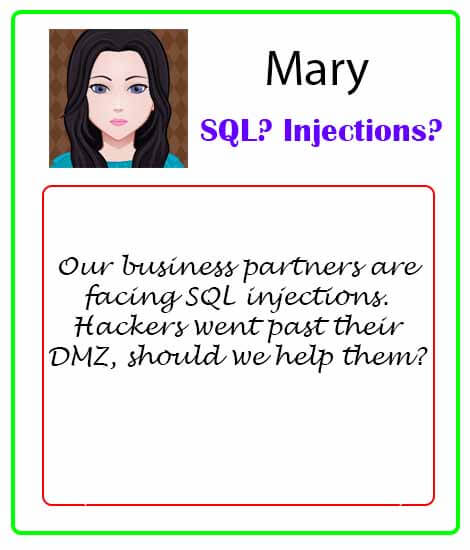 Mary
SQL? Injections?
Our business partners are
facing SQL injections.
Hackers went past their
DMZ, should we help them?